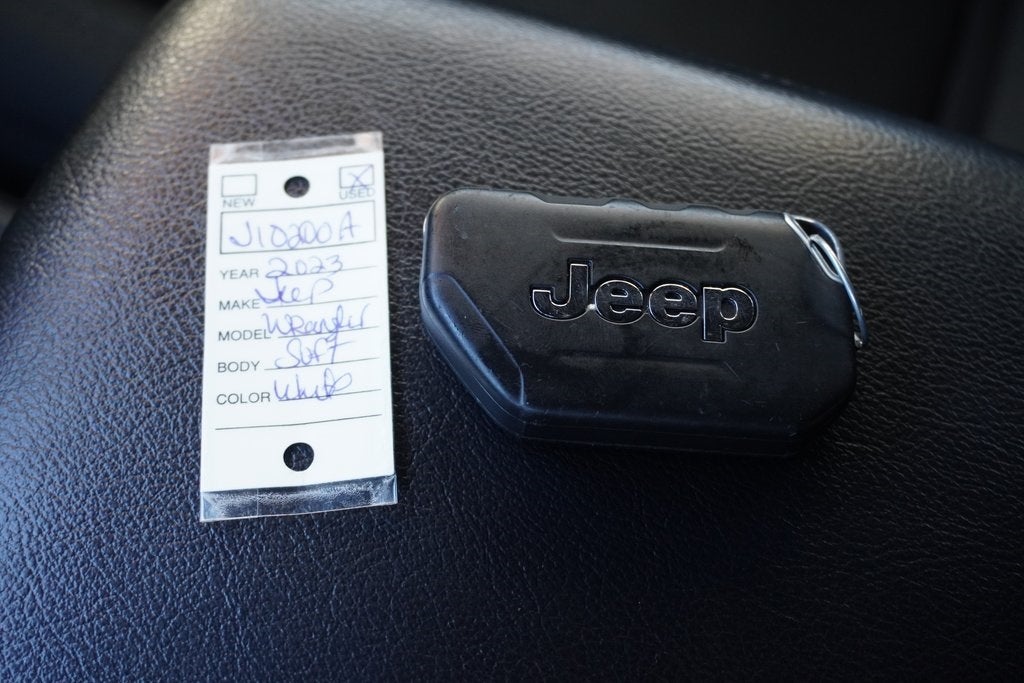 NEW
X
USED
J10200A
YEAR 2023
MAKE Jeep
MODEL Wrangler
BODY Soft
COLOR White
Jeep